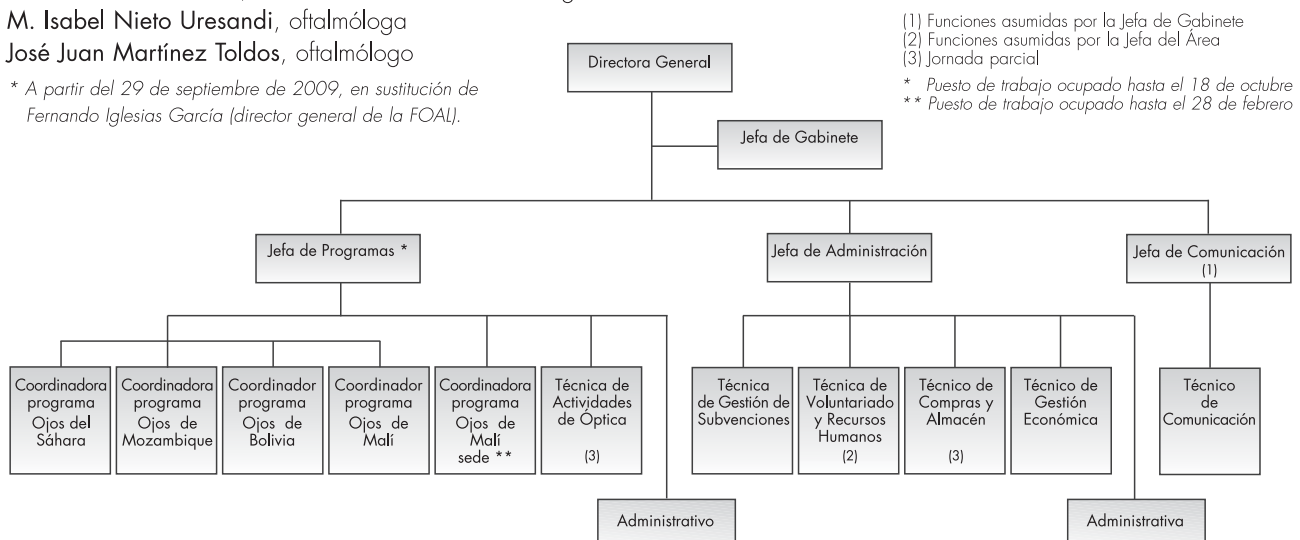 M. Isabel Nieto Uresandi, oftalmóloga
José Juan Martínez Toldos, oftalmólogo
* A partir del 29 de septiembre de 2009, en sustitución de
Fernando Iglesias García (director general de la FOAL).
(1) Funciones asumidas por la Jefa de Gabinete
(2) Funciones asumidas por la Jefa del Área
(3) Jornada parcial
* Puesto de trabajo ocupado hasta el 18 de octubre
** Puesto de trabajo ocupado hasta el 28 de febrero
Directora General
Jefa de Gabinete
Jefa de Programas *
Jefa de Administración
Jefa de Comunicación
(1)
Coordinadora
programa
Ojos del
Sáhara
Coordinadora
programa
Ojos de
Mozambique
Coordinador
programa
Ojos de
Bolivia
Coordinador
programa
Ojos de
Malí
Coordinadora
programa
Ojos de
Malí
sede **
Técnica de
Actividades
de Óptica
(3)
Técnica
de Gestión de
Subvenciones
Técnica de
Voluntariado
y Recursos
Humanos
(2)
Técnico de
Compras y
Almacén
(3)
Técnico de
Gestión
Económica
Técnico
de
Comunicación
Administrativo
Administrativa